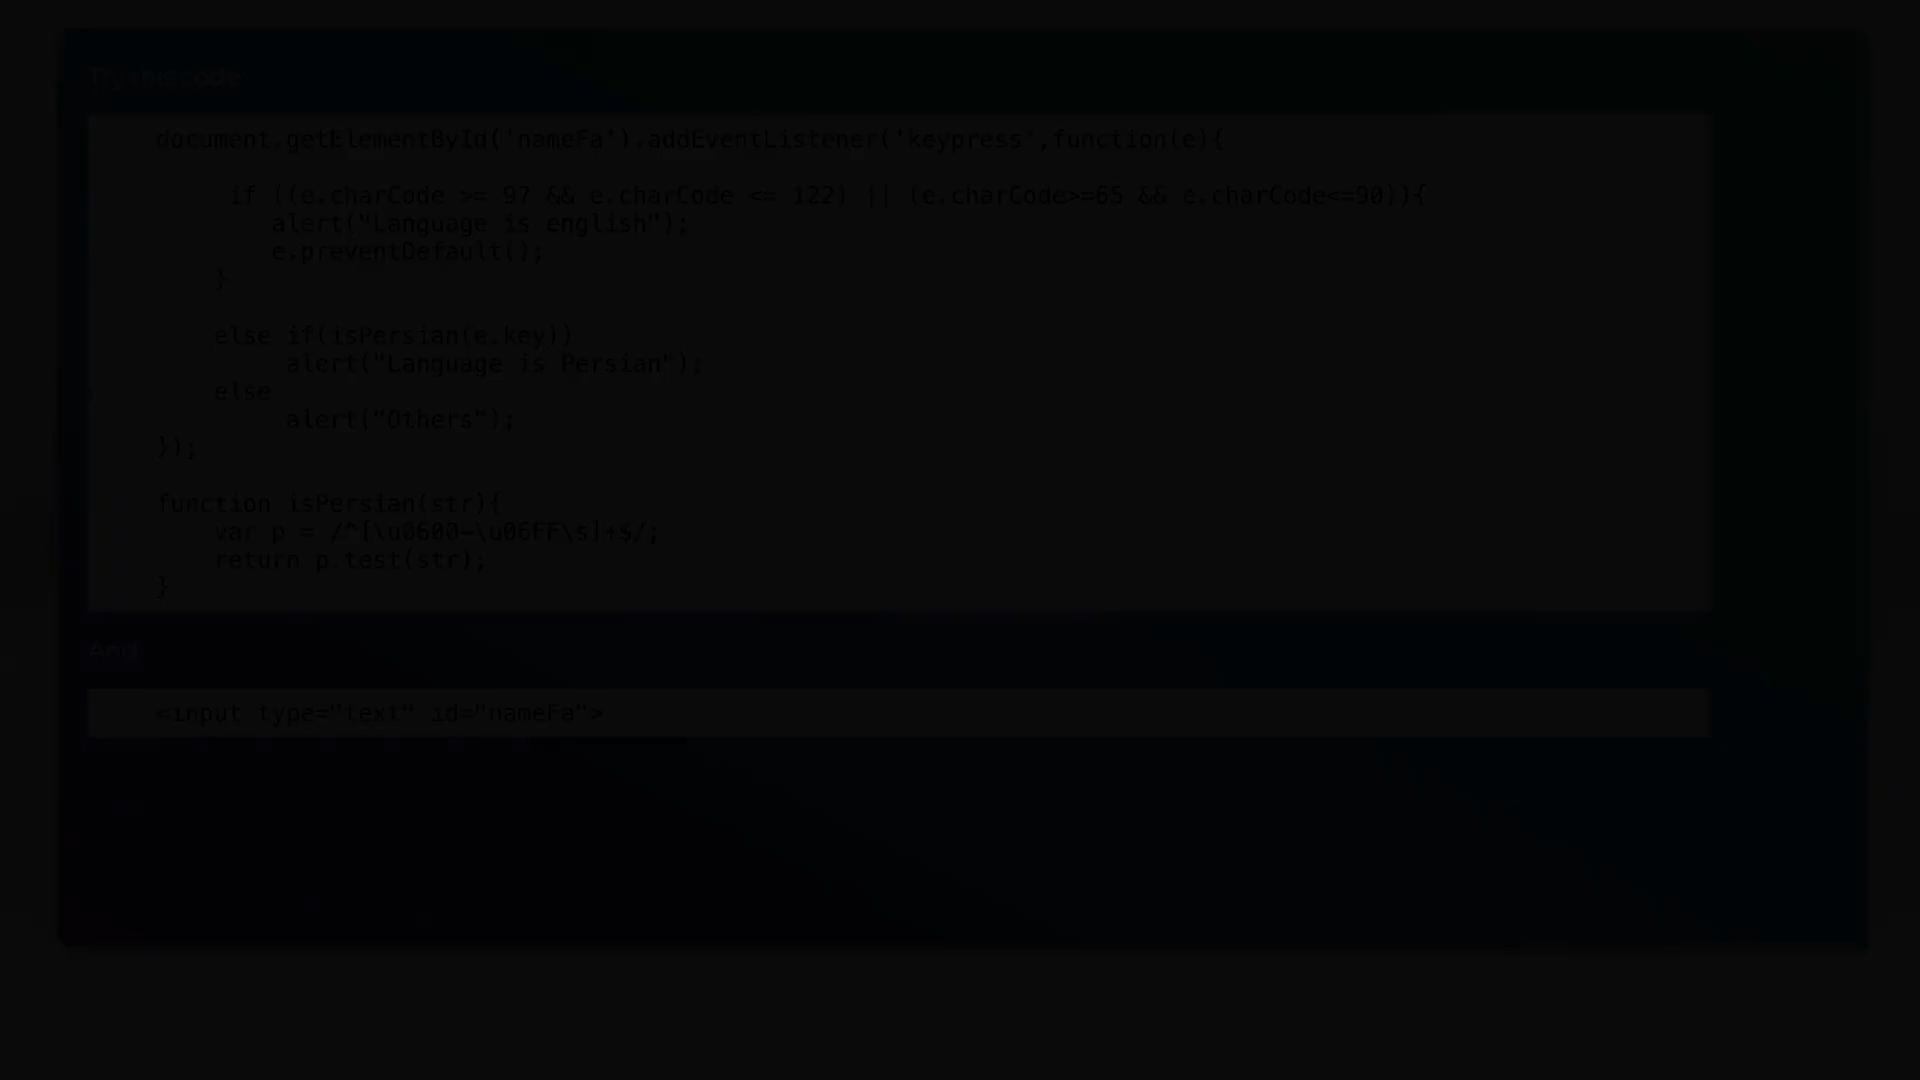 Try this code
document.getElementById('nameFa').addEventListener('keypress',function(e){
if ((e.charCode >= 97 && e.charCode <= 122) || (e.charCode>=65 && e.charCode<=90)){
alert("Language is english");
e.preventDefault();
}
else if(isPersian(e.key))
alert("Language is Persian");
else
alert("Others");
});
function isPersian(str){
var p = /^[\u0600-\u06FF\s]+$/;
return p.test(str);
}
And
<input type="text" id="nameFa">